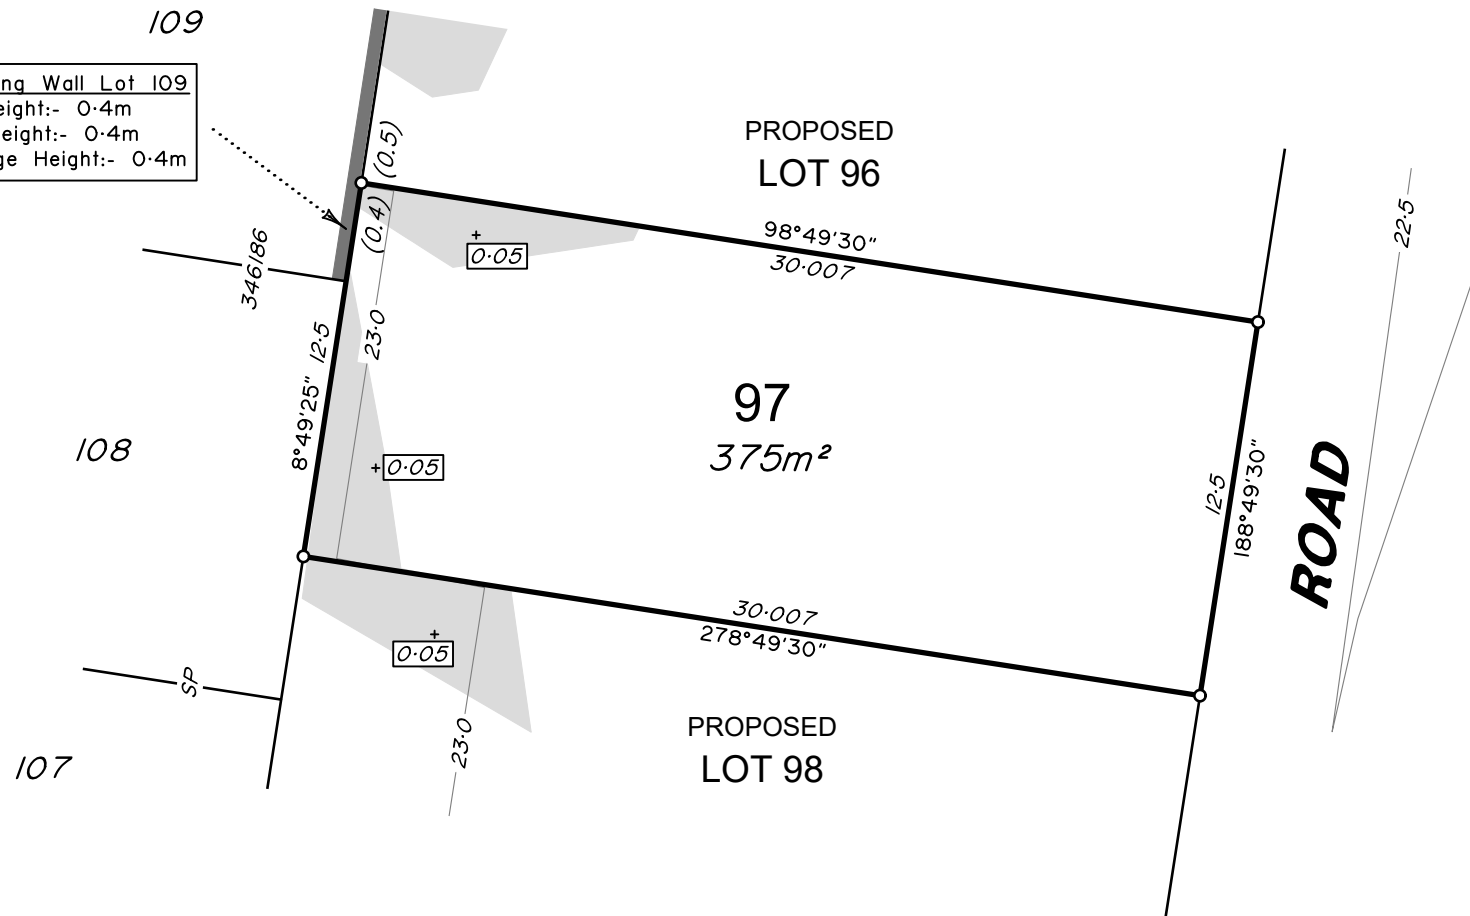 109
ng Wall Lot 109
eight:- 0·4m
eight:- 0·4m
ge Height:- 0·4m
(0.5)
PROPOSED
LOT 96
(0.4)
0·05
98°49'30"
30·007
22·5
346186
23·0
12·5
8°49'25"
97
375m²
108
0·05
12·5
188°49'30"
ROAD
30·007
278°49'30"
0·05
SP
23·0
PROPOSED
LOT 98
107